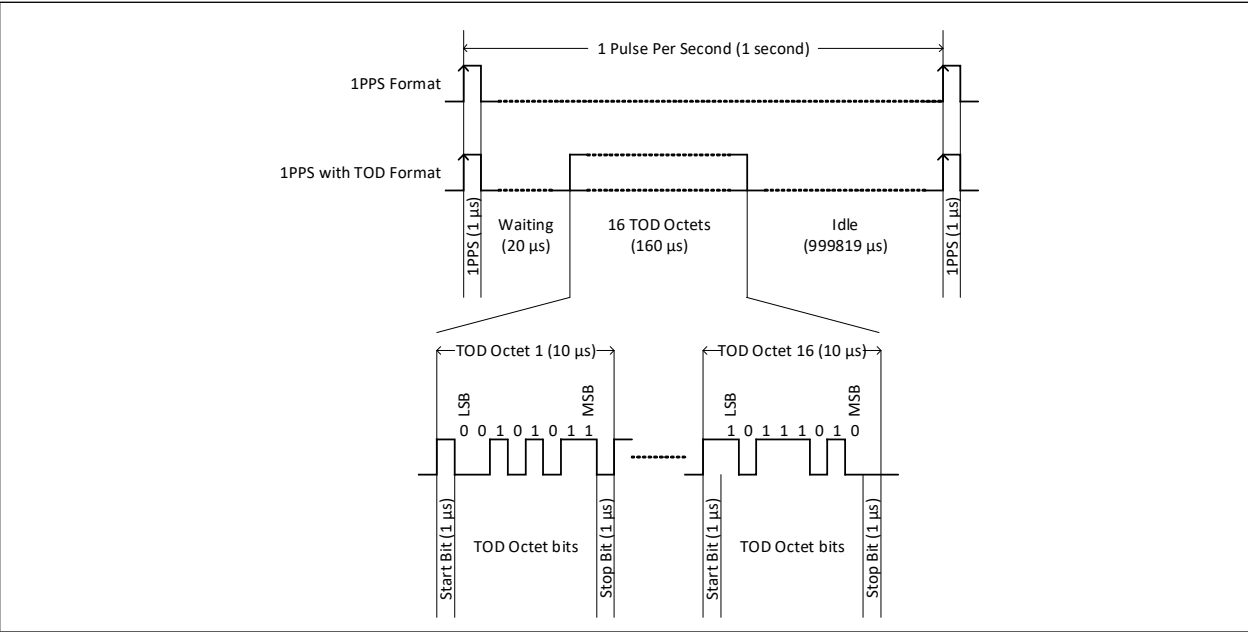 1 Pulse Per Second (1 second)
1PPS Format
1PPS with TOD Format
1PPS (1 µs)
Waiting
(20 µs)
16 TOD Octets
(160 µs)
Idle
(999819 µs)
1PPS (1 µs)
TOD Octet 1 (10 µs)
TOD Octet 16 (10 µs)
LSB
MSB
LSB
MSB
0 0 1 0 1 0 1 1
1 0 1 1 1 0 1 0
Start Bit (1 µs)
TOD Octet bits
Stop Bit (1 µs)
Start Bit (1 µs)
TOD Octet bits
Stop Bit (1 µs)